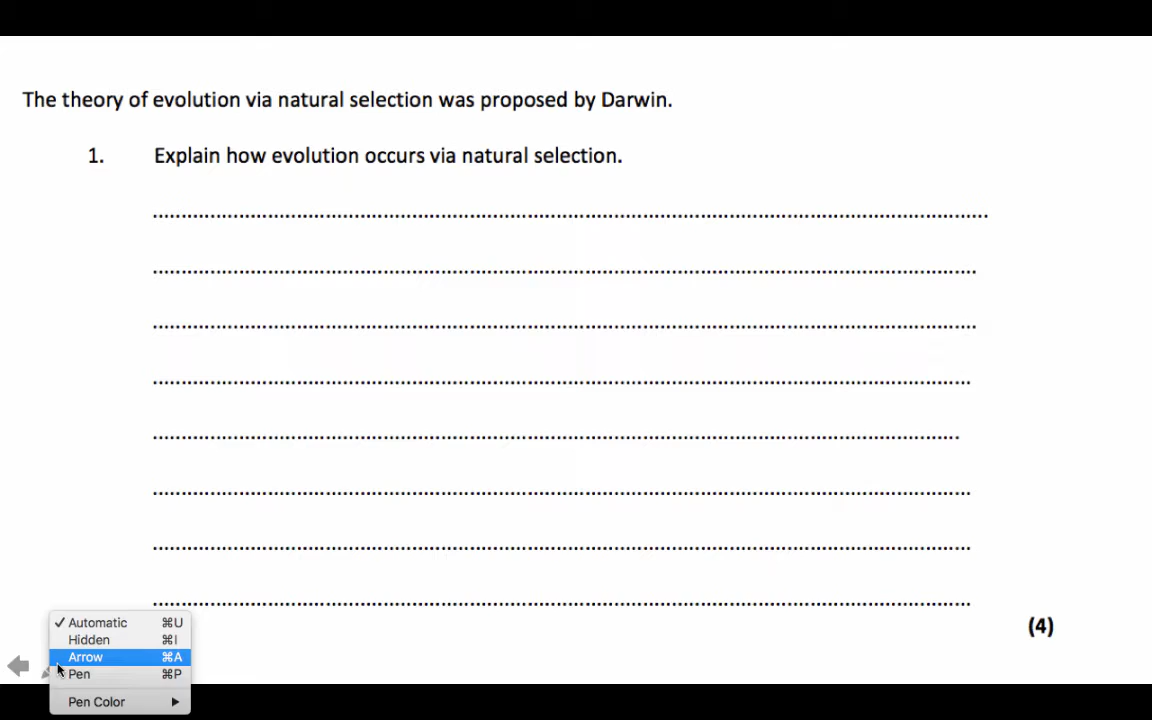 The theory of evolution via natural selection was proposed by Darwin.
1. Explain how evolution occurs via natural selection.
(4)
✓ Automatic ⌘U
Hidden ⌘I
Arrow ⌘A
Pen ⌘P
Pen Color ▶